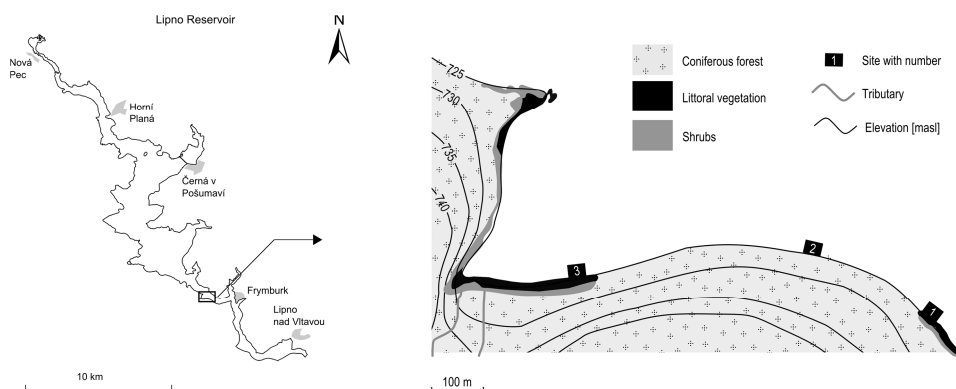 Lipno Reservoir
N
Nová
Pec
Horní
Planá
Černá v
Pošumaví
Frymburk
Lipno
nad Vltavou
10 km
725
730
735
740
3
2
1
100 m
Coniferous forest
Littoral vegetation
Shrubs
1 Site with number
Tributary
Elevation [masl]